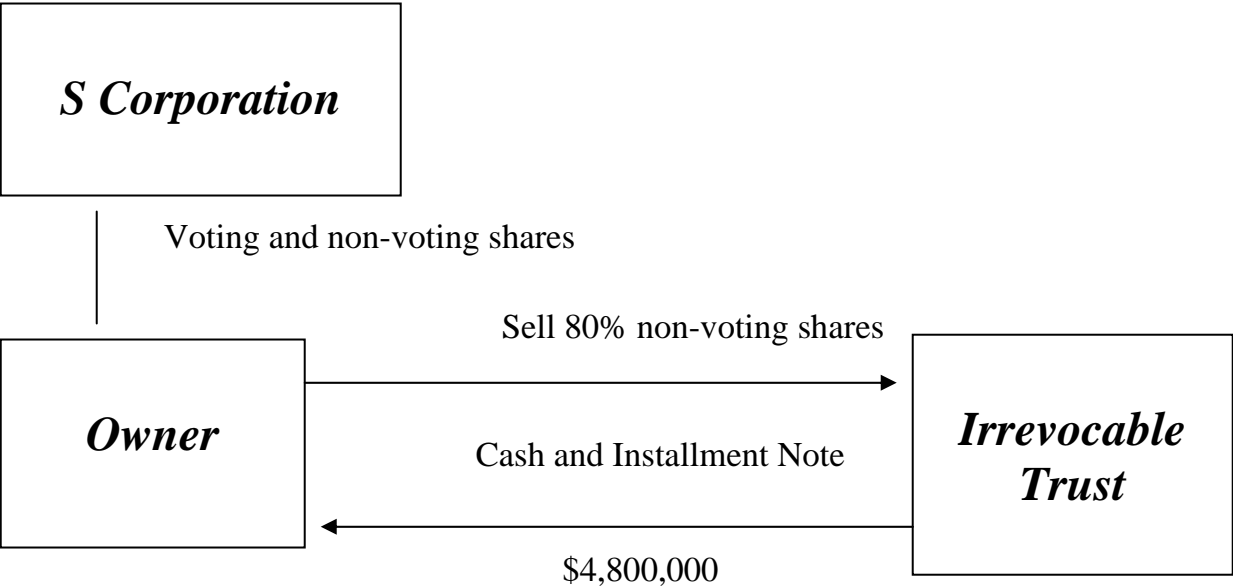 S Corporation
Voting and non-voting shares
Sell 80% non-voting shares
Owner
Irrevocable
Trust
Cash and Installment Note
$4,800,000